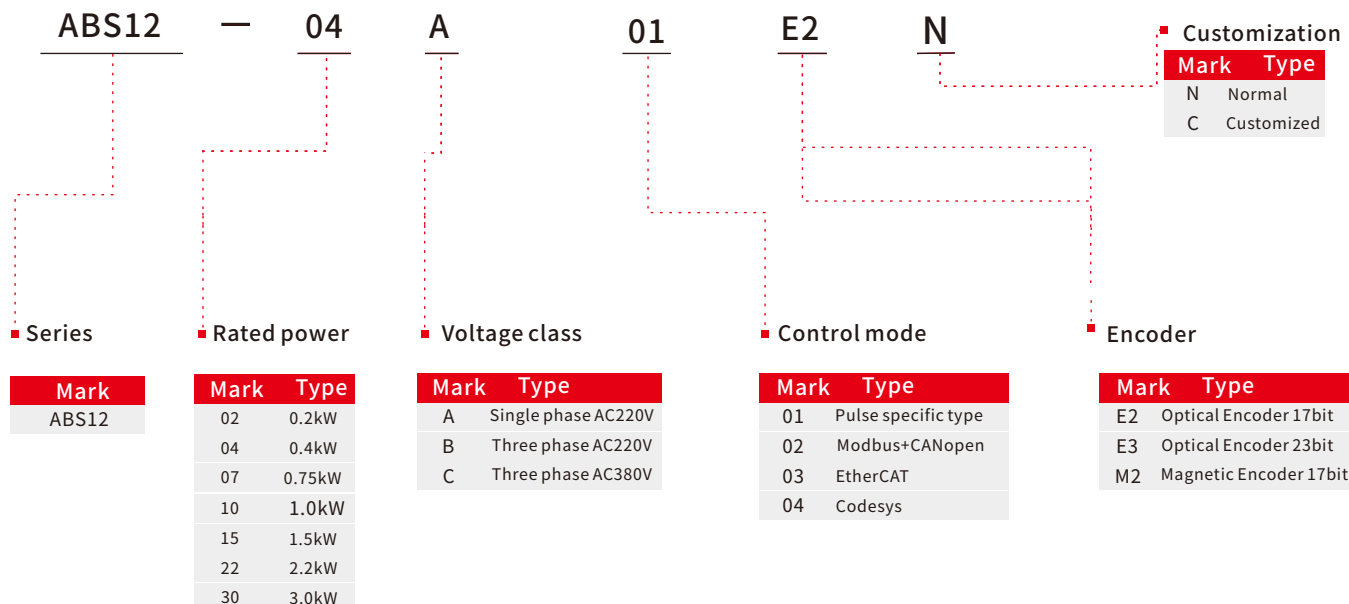 ABS12 — 04 A 01 E2 N
Customization
Mark Type
N Normal
C Customized
Series
Mark
ABS12
Rated power
Mark Type
02 0.2kW
04 0.4kW
07 0.75kW
10 1.0kW
15 1.5kW
22 2.2kW
30 3.0kW
Voltage class
Mark Type
A Single phase AC220V
B Three phase AC220V
C Three phase AC380V
Control mode
Mark Type
01 Pulse specific type
02 Modbus+CANopen
03 EtherCAT
04 Codesys
Encoder
Mark Type
E2 Optical Encoder 17bit
E3 Optical Encoder 23bit
M2 Magnetic Encoder 17bit